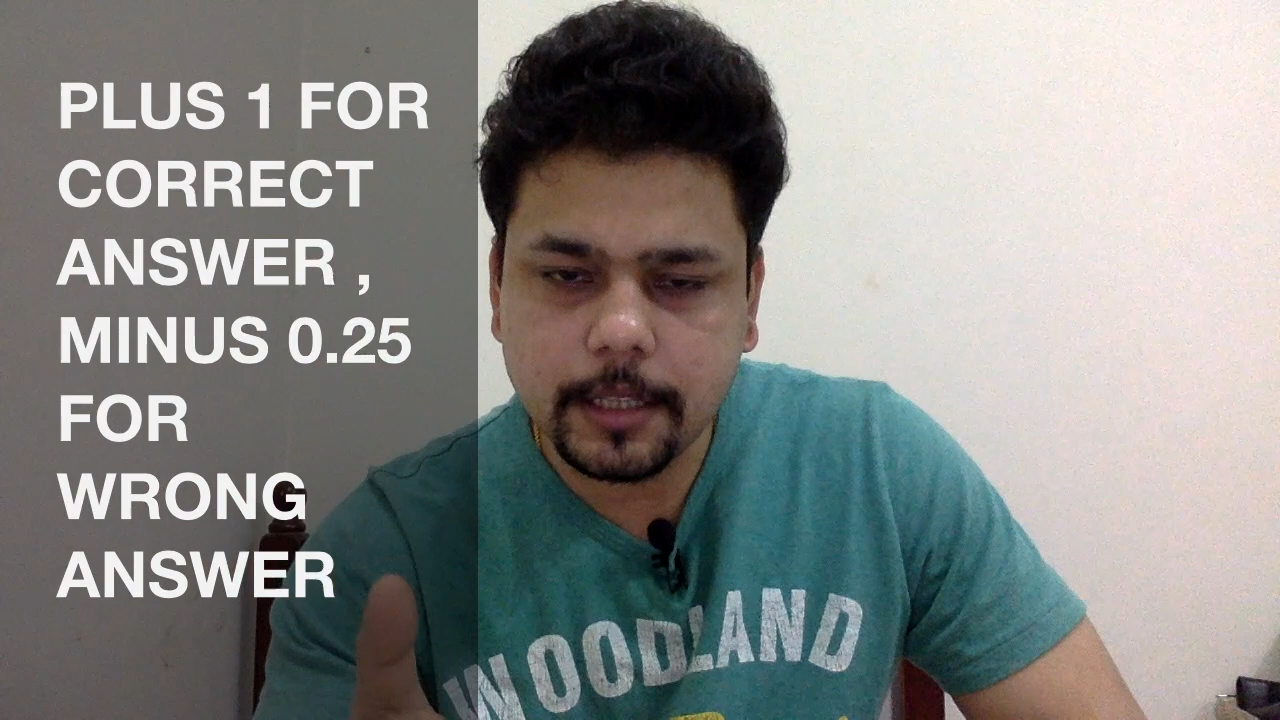 PLUS 1 FOR
CORRECT
ANSWER ,
MINUS 0.25
FOR
WRONG
ANSWER
WOODLAND